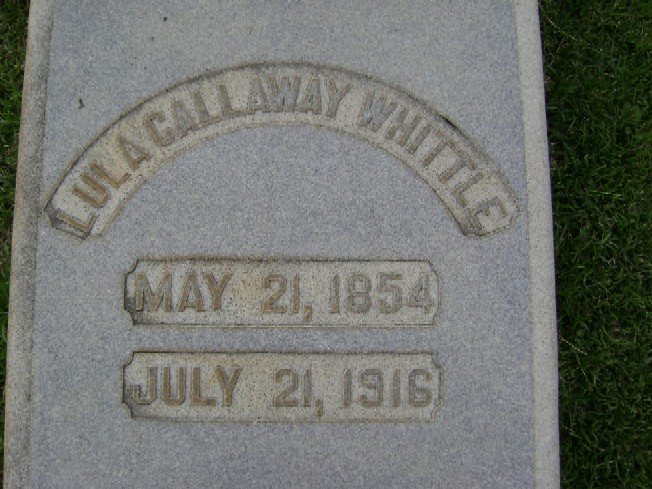 LULA CALLAWAY WHITTLE
MAY 21, 1854
JULY 21, 1916